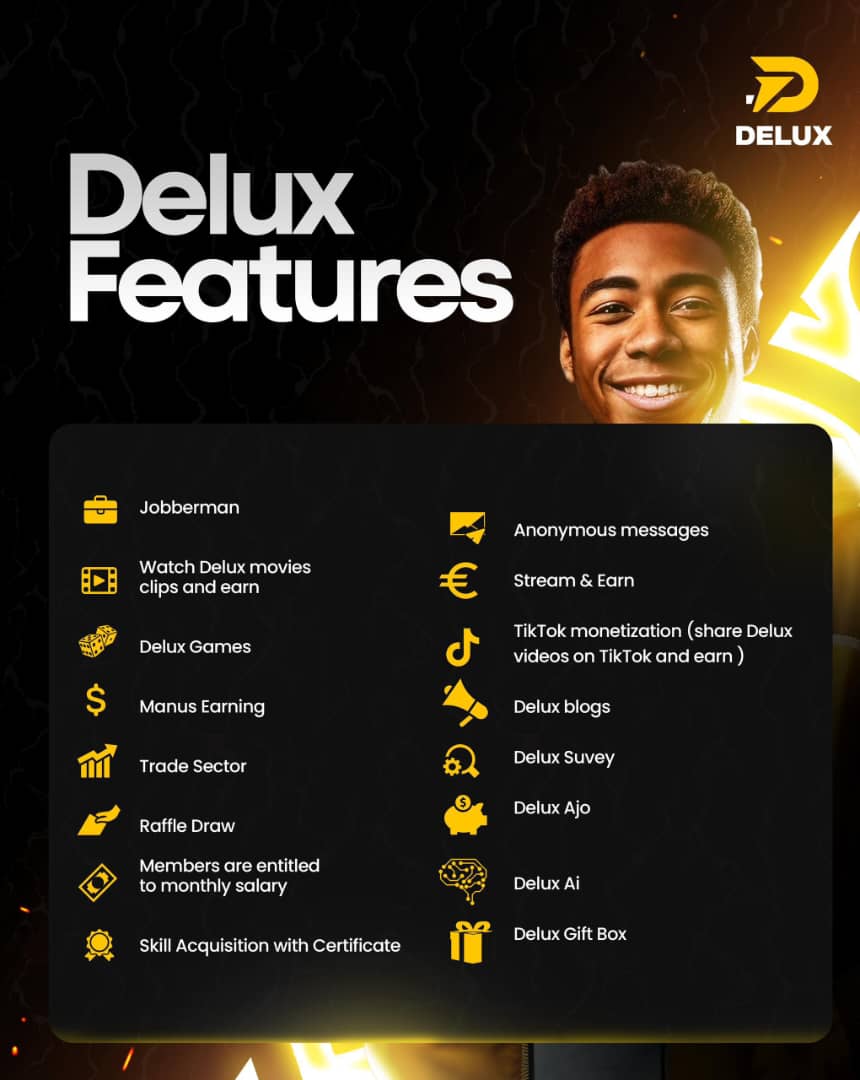 DELUX
Delux
Features
Jobberman
Watch Delux movies
clips and earn
Delux Games
Manus Earning
Trade Sector
Raffle Draw
Members are entitled
to monthly salary
Skill Acquisition with Certificate
Anonymous messages
Stream & Earn
TikTok monetization (share Delux
videos on TikTok and earn )
Delux blogs
Delux Suvey
Delux Ajo
Delux Ai
Delux Gift Box